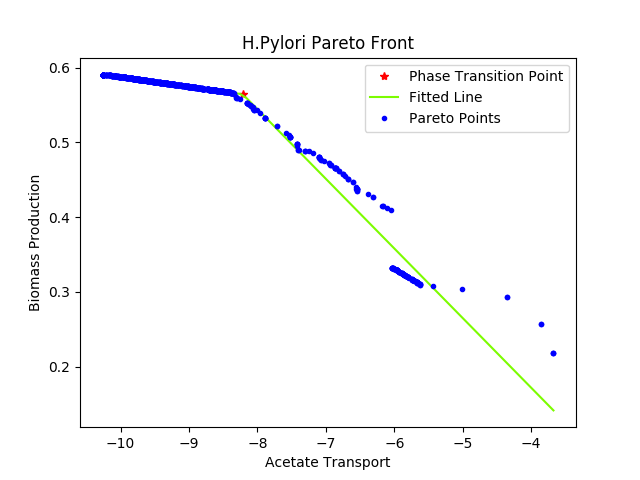 H.Pylori Pareto Front
Phase Transition Point
Fitted Line
Pareto Points
Biomass Production
0.6
0.5
0.4
0.3
0.2
−10 −9 −8 −7 −6 −5 −4
Acetate Transport